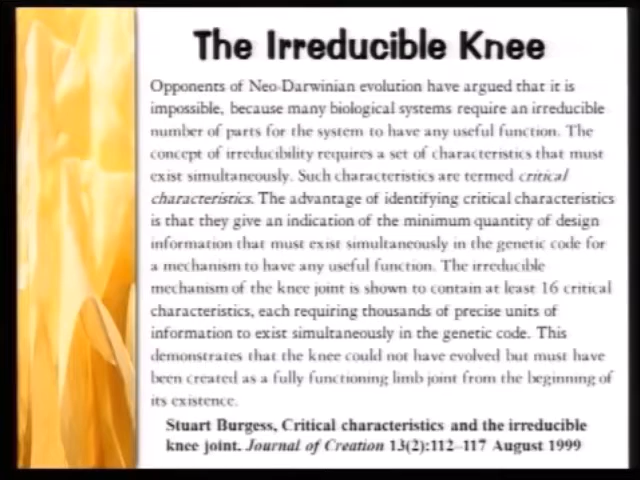 The Irreducible Knee
Opponents of Neo-Darwinian evolution have argued that it is
impossible, because many biological systems require an irreducible
number of parts for the system to have any useful function. The
concept of irreducibility requires a set of characteristics that must
exist simultaneously. Such characteristics are termed critical
characteristics. The advantage of identifying critical characteristics
is that they give an indication of the minimum quantity of design
information that must exist simultaneously in the genetic code for
a mechanism to have any useful function. The irreducible
mechanism of the knee joint is shown to contain at least 16 critical
characteristics, each requiring thousands of precise units of
information to exist simultaneously in the genetic code. This
demonstrates that the knee could not have evolved but must have
been created as a fully functioning limb joint from the beginning of
its existence.
Stuart Burgess, Critical characteristics and the irreducible
knee joint. Journal of Creation 13(2):112–117 August 1999